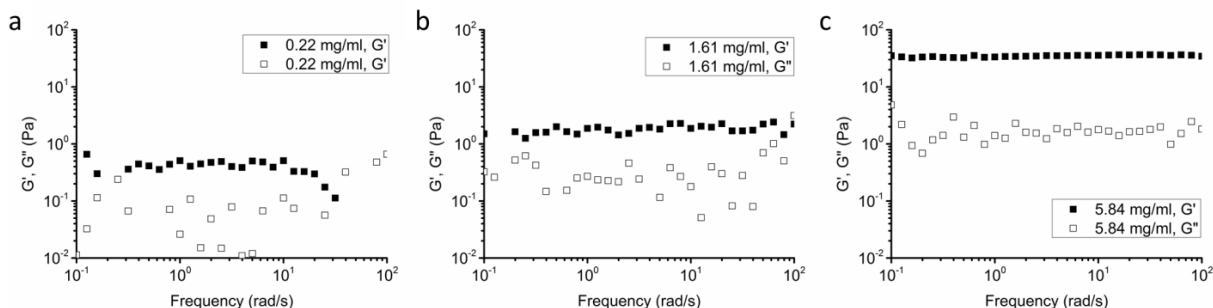 a
10²
10¹
10⁰
10⁻¹
10⁻²
G', G" (Pa)
0.22 mg/ml, G'
0.22 mg/ml, G'
10⁻¹ 10⁰ 10¹ 10²
Frequency (rad/s)
b
10²
10¹
10⁰
10⁻¹
10⁻²
G', G" (Pa)
1.61 mg/ml, G'
1.61 mg/ml, G"
10⁻¹ 10⁰ 10¹ 10²
Frequency (rad/s)
c
10²
10¹
10⁰
10⁻¹
10⁻²
G', G" (Pa)
5.84 mg/ml, G'
5.84 mg/ml, G"
10⁻¹ 10⁰ 10¹ 10²
Frequency (rad/s)